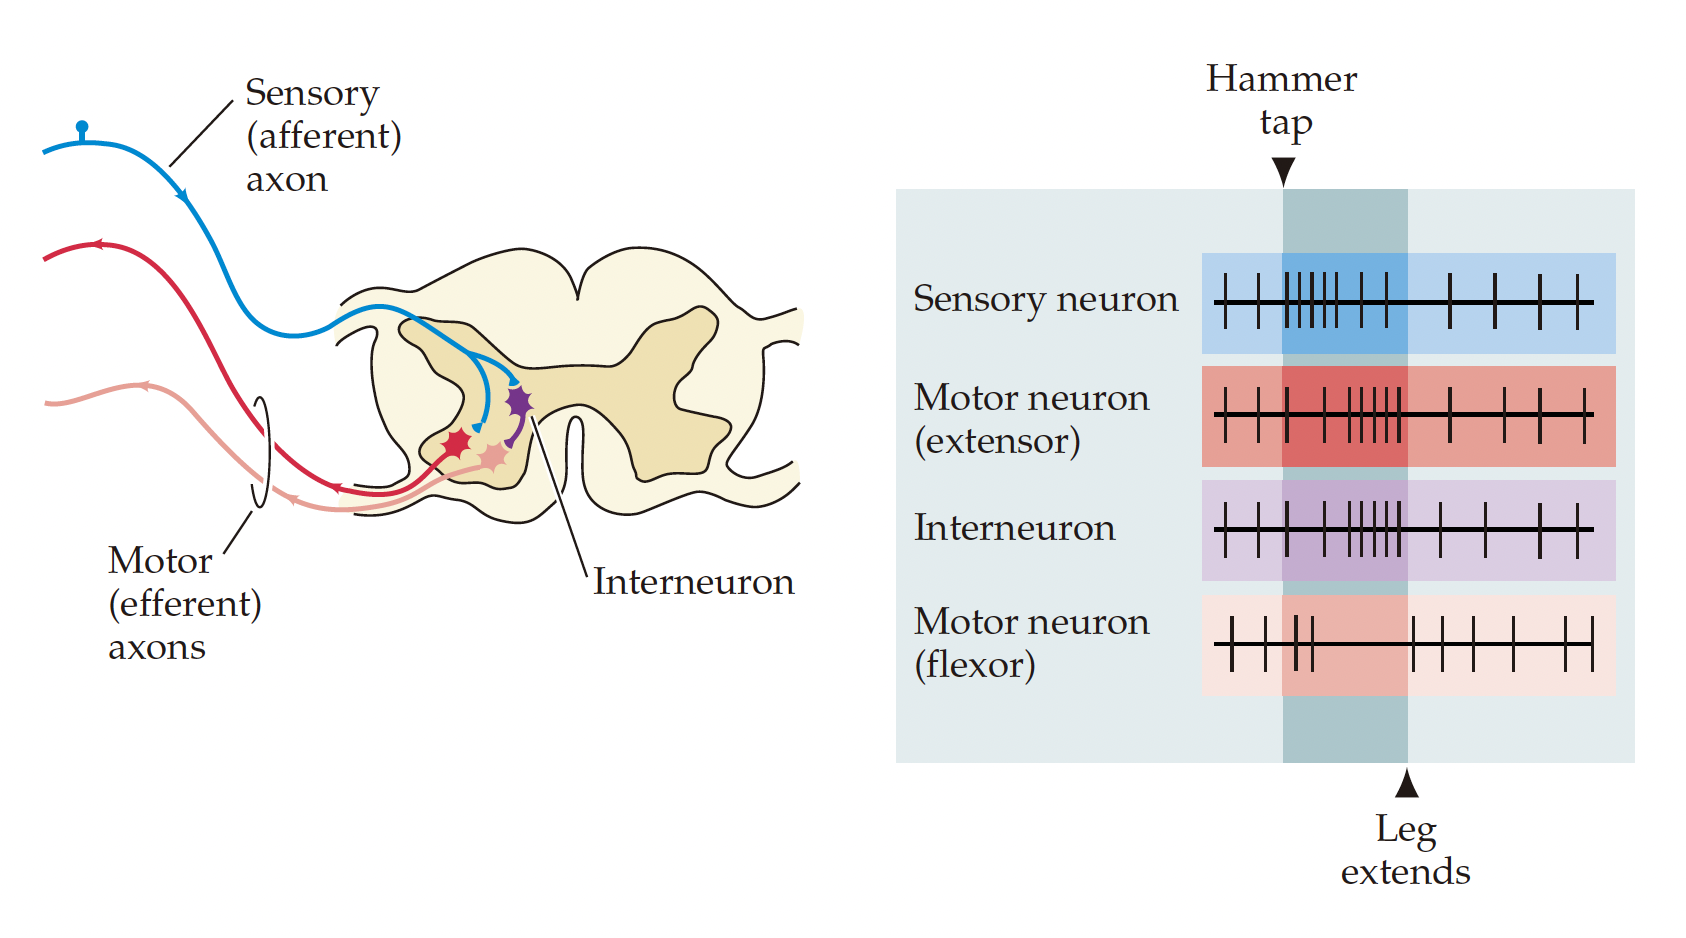 Sensory
(afferent)
axon
Motor
(efferent)
axons
Interneuron
Hammer
tap
Sensory neuron
Motor neuron
(extensor)
Interneuron
Motor neuron
(flexor)
Leg
extends